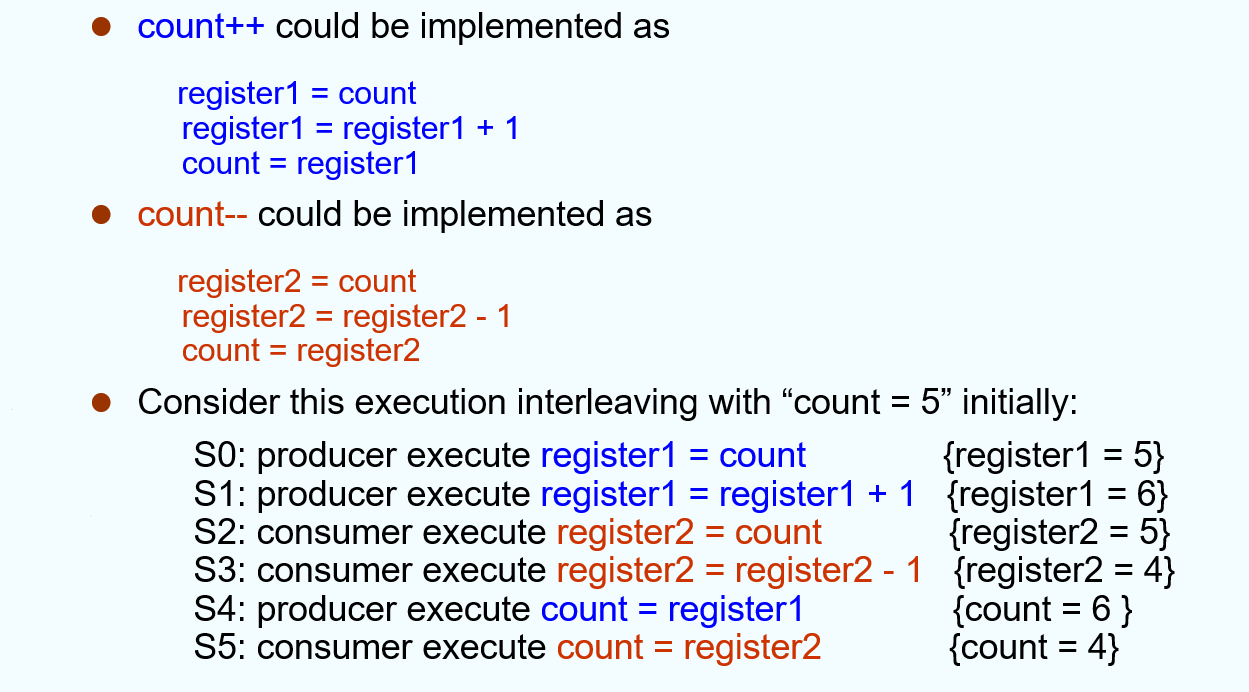 ● count++ could be implemented as
register1 = count
register1 = register1 + 1
count = register1
● count-- could be implemented as
register2 = count
register2 = register2 - 1
count = register2
● Consider this execution interleaving with “count = 5” initially:
S0: producer execute register1 = count {register1 = 5}
S1: producer execute register1 = register1 + 1 {register1 = 6}
S2: consumer execute register2 = count {register2 = 5}
S3: consumer execute register2 = register2 - 1 {register2 = 4}
S4: producer execute count = register1 {count = 6 }
S5: consumer execute count = register2 {count = 4}